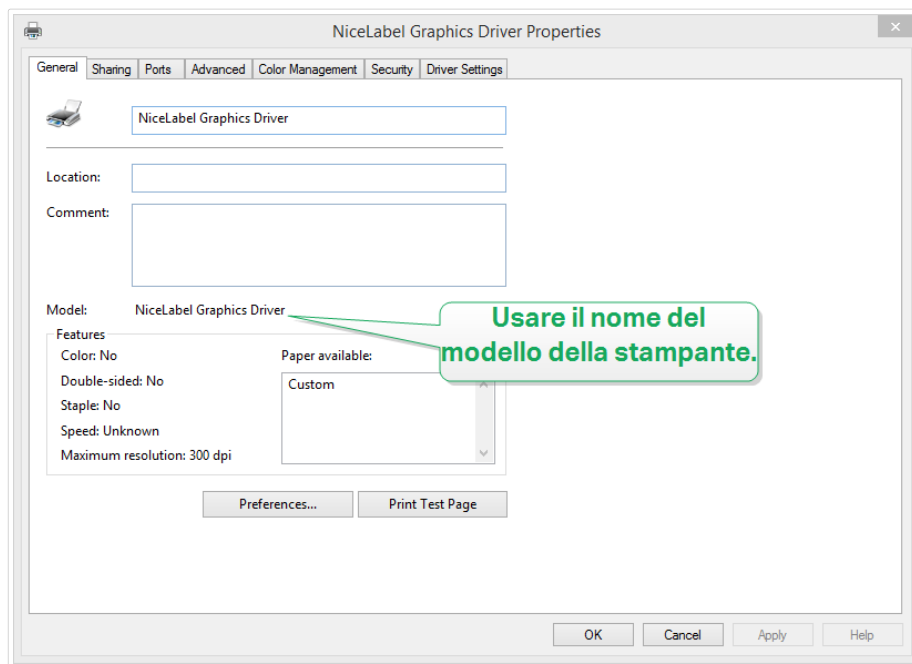 NiceLabel Graphics Driver Properties
General Sharing Ports Advanced Color Management Security Driver Settings
NiceLabel Graphics Driver
Location:
Comment:
Model: NiceLabel Graphics Driver
Usare il nome del
modello della stampante.
Features
Color: No
Paper available:
Double-sided: No
Custom
Staple: No
Speed: Unknown
Maximum resolution: 300 dpi
Preferences... Print Test Page
OK Cancel Apply Help